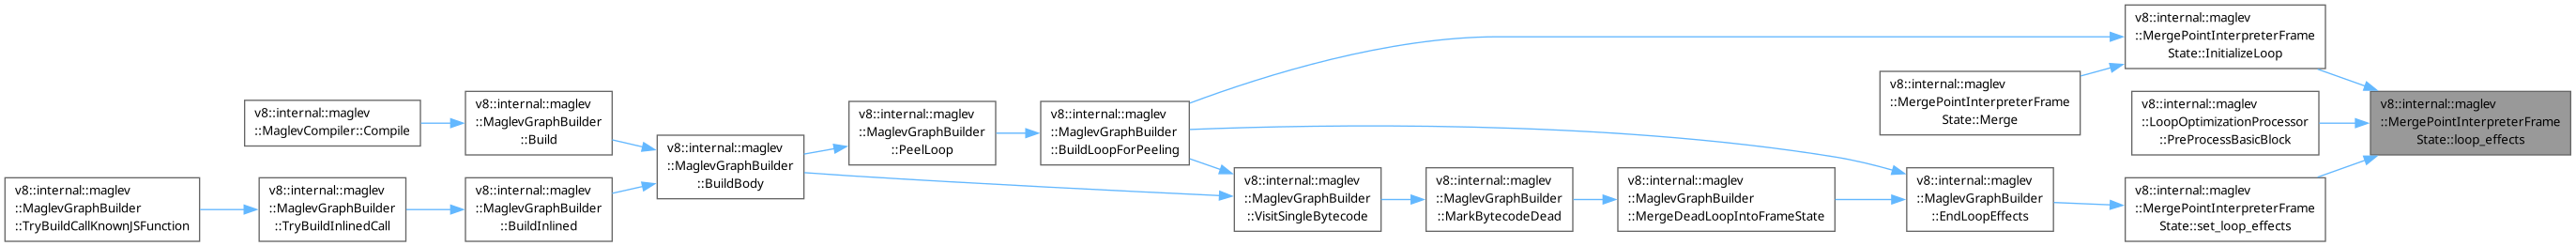 v8::internal::maglev
::MergePointInterpreterFrame
State::InitializeLoop
v8::internal::maglev
::MergePointInterpreterFrame
State::Merge
v8::internal::maglev
::MaglevCompiler::Compile
v8::internal::maglev
::MaglevGraphBuilder
::Build
v8::internal::maglev
::MaglevGraphBuilder
::BuildBody
v8::internal::maglev
::MaglevGraphBuilder
::PeelLoop
v8::internal::maglev
::MaglevGraphBuilder
::BuildLoopForPeeling
v8::internal::maglev
::LoopOptimizationProcessor
::PreProcessBasicBlock
v8::internal::maglev
::MergePointInterpreterFrame
State::loop_effects
v8::internal::maglev
::MaglevGraphBuilder
::TryBuildCallKnownJSFunction
v8::internal::maglev
::MaglevGraphBuilder
::TryBuildInlinedCall
v8::internal::maglev
::MaglevGraphBuilder
::BuildInlined
v8::internal::maglev
::MaglevGraphBuilder
::VisitSingleBytecode
v8::internal::maglev
::MaglevGraphBuilder
::MarkBytecodeDead
v8::internal::maglev
::MaglevGraphBuilder
::MergeDeadLoopIntoFrameState
v8::internal::maglev
::MaglevGraphBuilder
::EndLoopEffects
v8::internal::maglev
::MergePointInterpreterFrame
State::set_loop_effects